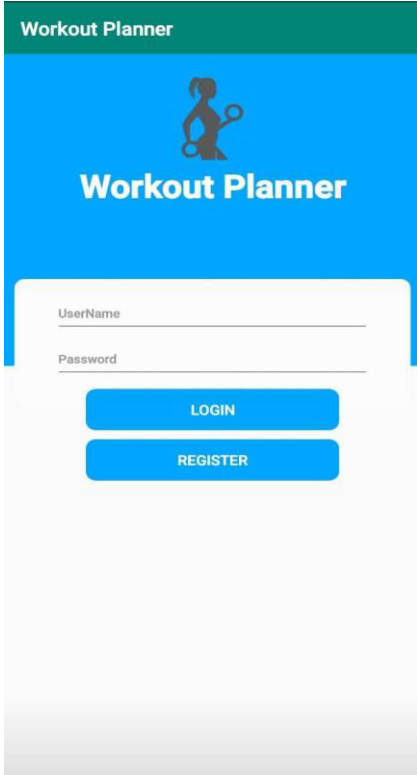 Workout Planner
Workout Planner
UserName
Password
LOGIN
REGISTER